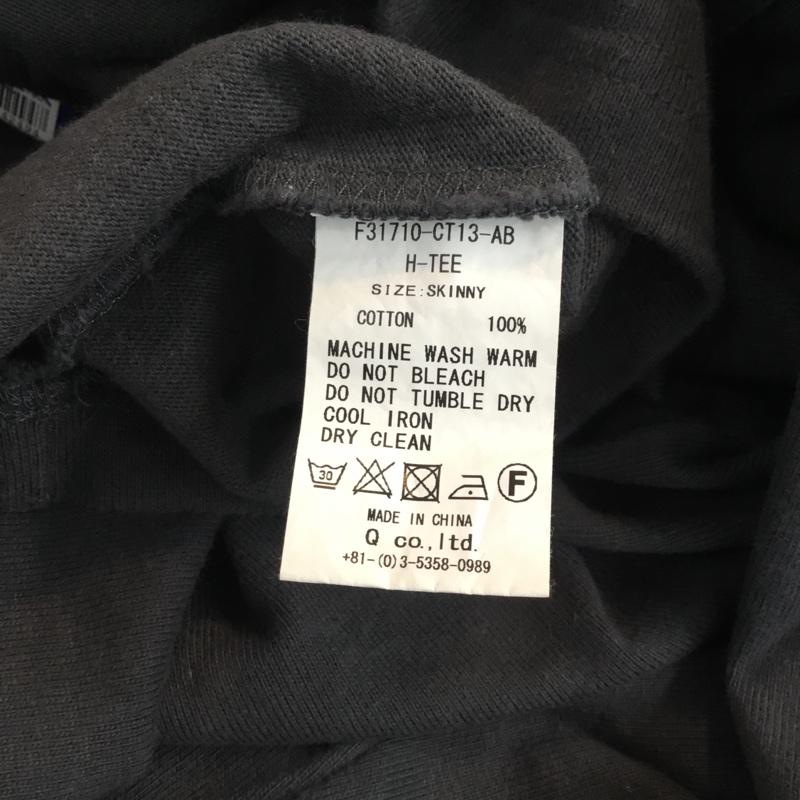 F31710-CT13-AB
H-TEE
SIZE:SKINNY
COTTON 100%
MACHINE WASH WARM
DO NOT BLEACH
DO NOT TUMBLE DRY
COOL IRON
DRY CLEAN
30 F
MADE IN CHINA
Q co.,ltd.
+81-(0)3-5358-0989